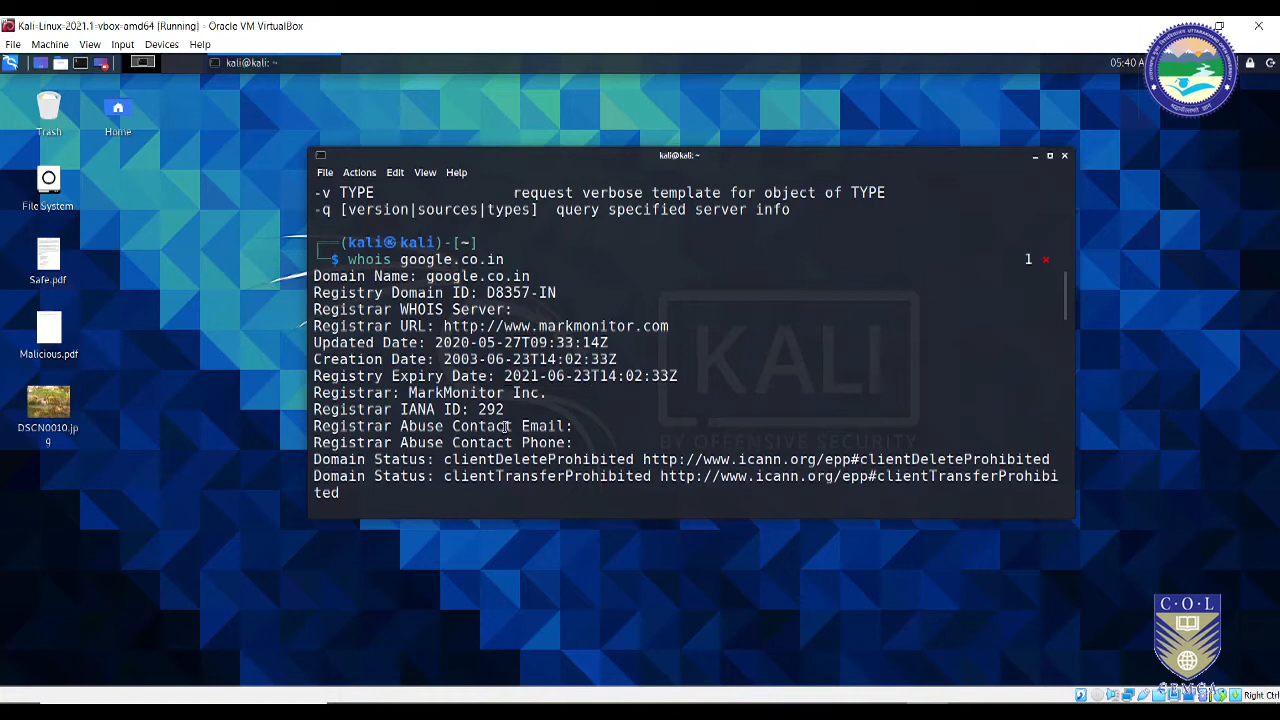 Kali-Linux-2021.1-vbox-amd64 [Running] - Oracle VM VirtualBox
File Machine View Input Devices Help
kali@kali: ~
05:40
Trash
Home
File System
Safe.pdf
Malicious.pdf
DSCN0010.jp
g
kali@kali: ~
File Actions Edit View Help
-v TYPE request verbose template for object of TYPE
-q [version|sources|types] query specified server info
(kali㉿kali)-[~]
$ whois google.co.in 1 ×
Domain Name: google.co.in
Registry Domain ID: D8357-IN
Registrar WHOIS Server:
Registrar URL: http://www.markmonitor.com
Updated Date: 2020-05-27T09:33:14Z
Creation Date: 2003-06-23T14:02:33Z
Registry Expiry Date: 2021-06-23T14:02:33Z
Registrar: MarkMonitor Inc.
Registrar IANA ID: 292
Registrar Abuse Contact Email:
Registrar Abuse Contact Phone:
Domain Status: clientDeleteProhibited http://www.icann.org/epp#clientDeleteProhibited
Domain Status: clientTransferProhibited http://www.icann.org/epp#clientTransferProhibi
ted
KALI
BY OFFENSIVE SECURITY
C·O·L
Right Ctrl